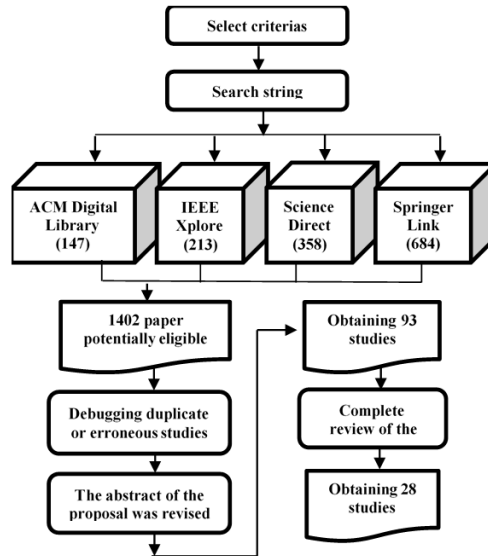 Select criterias
Search string
ACM Digital
Library
(147)
IEEE
Xplore
(213)
Science
Direct
(358)
Springer
Link
(684)
1402 paper
potentially eligible
Debugging duplicate
or erroneous studies
The abstract of the
proposal was revised
Obtaining 93
studies
Complete
review of the
Obtaining 28
studies